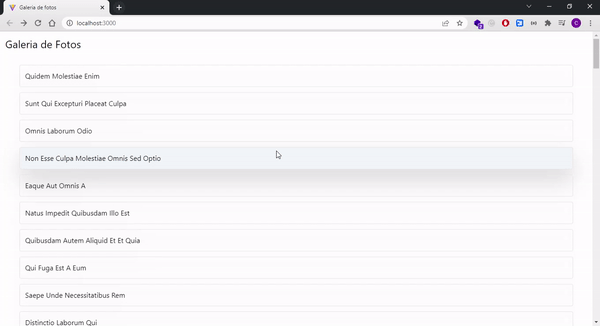 Galeria de Fotos
localhost:3000
C
Galeria de Fotos
Quidem Molestiae Enim
Sunt Qui Excepturi Placeat Culpa
Omnis Laborum Odio
Non Esse Culpa Molestiae Omnis Sed Optio
Eaque Aut Omnis A
Natus Impedit Quibusdam Illo Est
Quibusdam Autem Aliquid Et Et Quia
Qui Fuga Est A Eum
Saepe Unde Necessitatibus Rem
Distinctio Laborum Qui